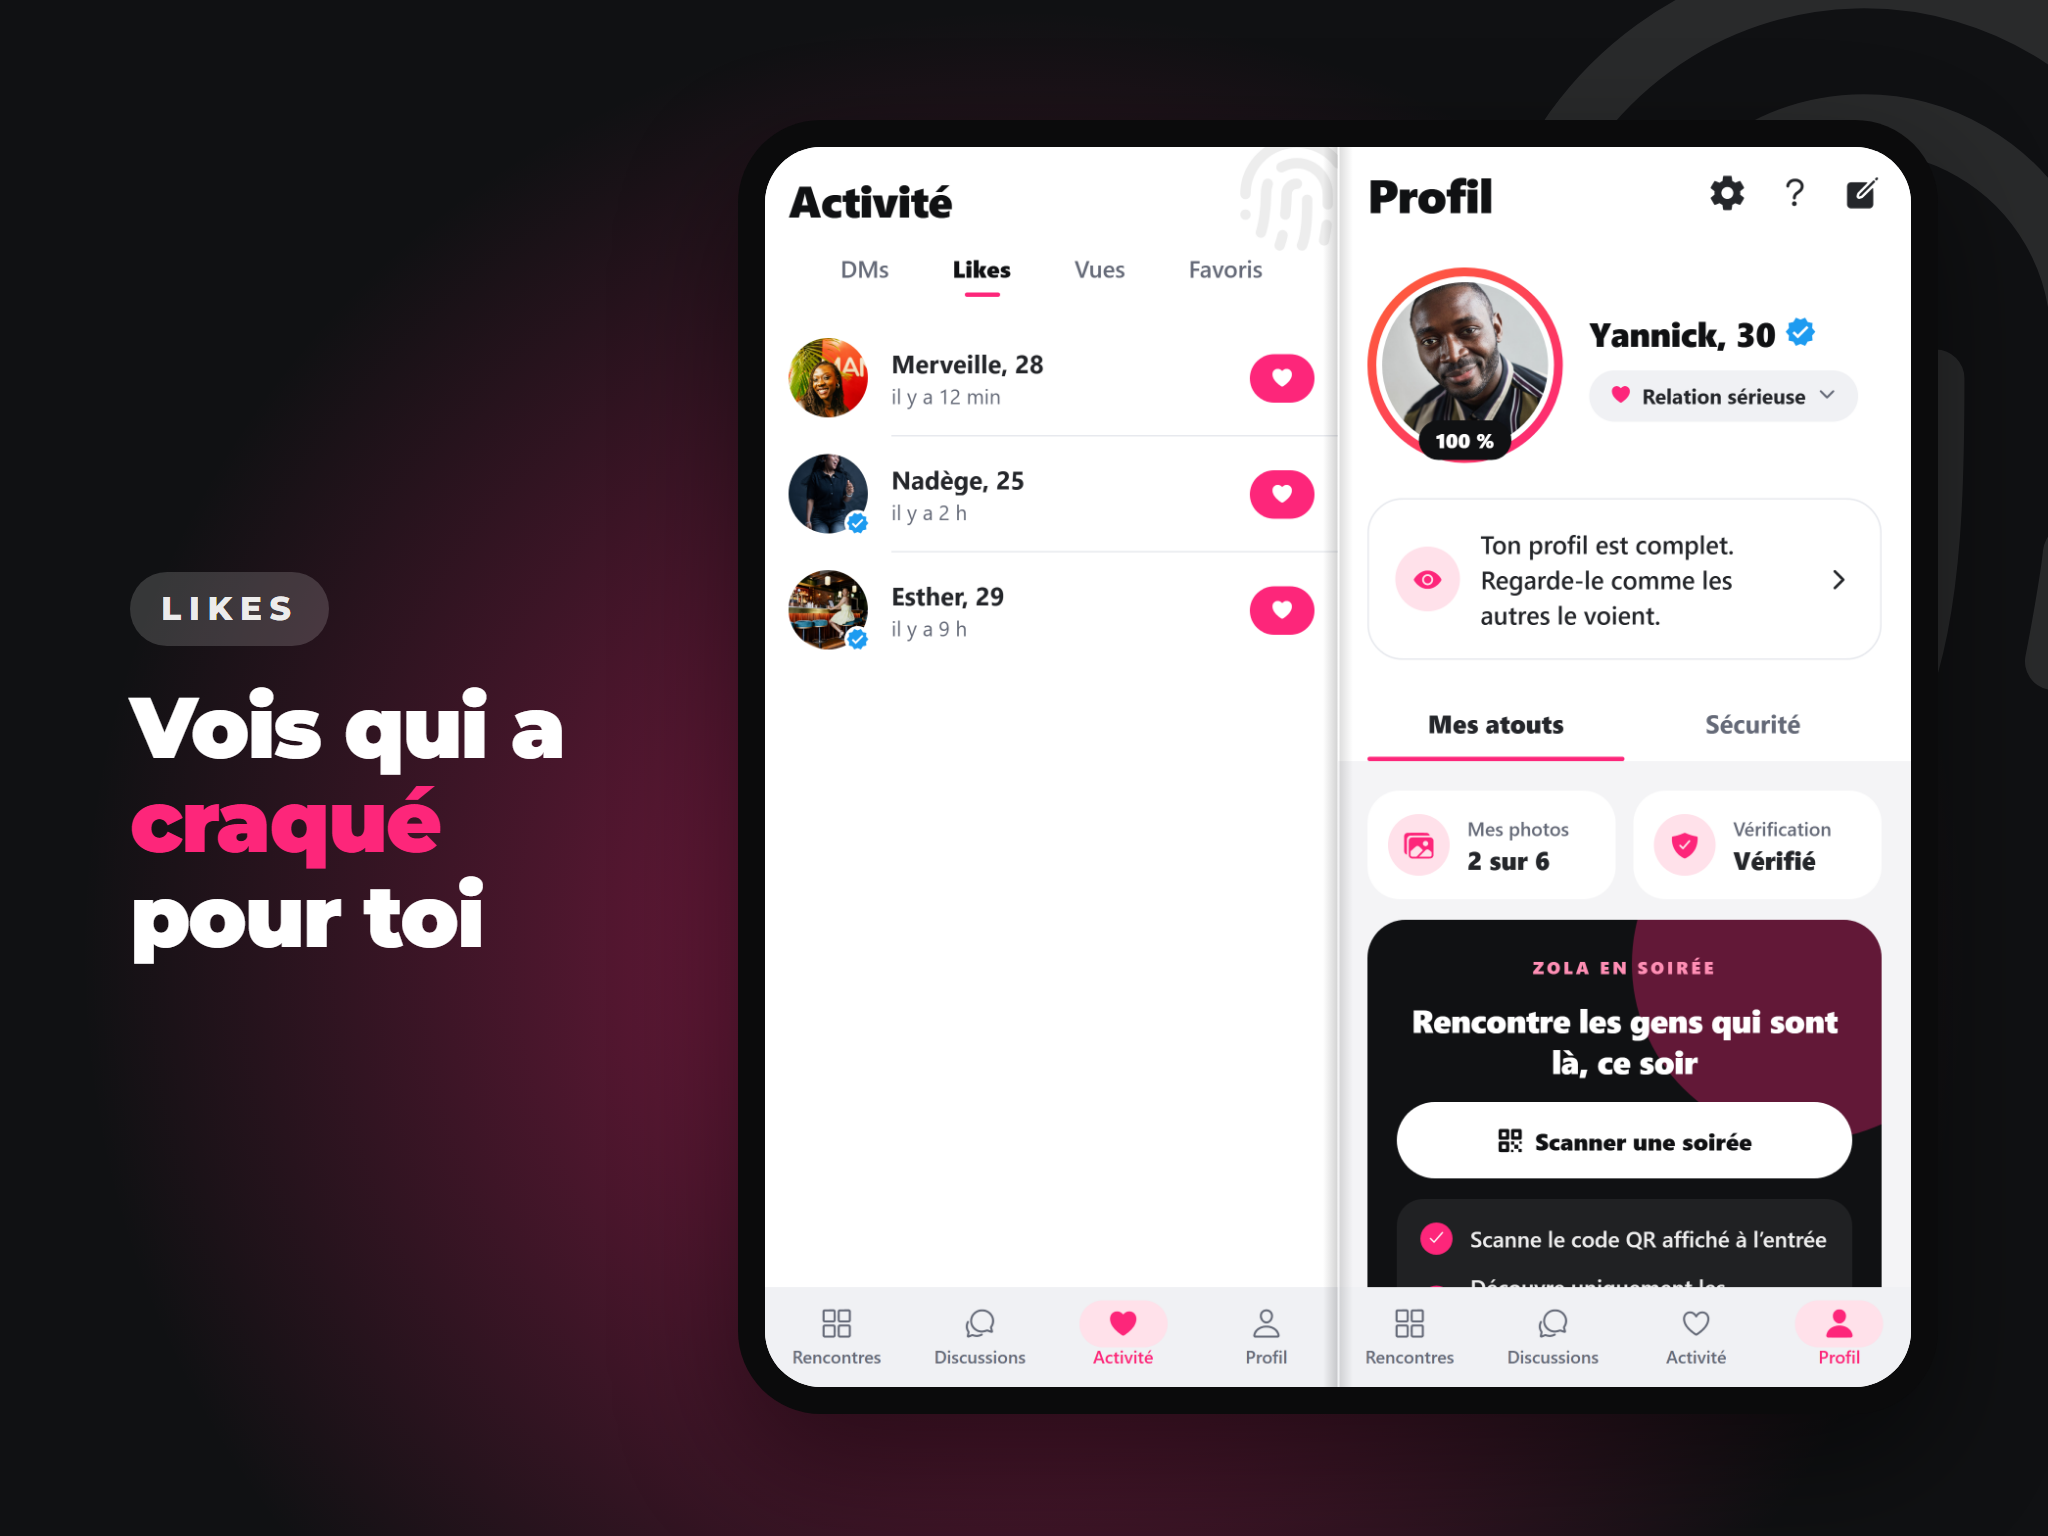 LIKES
Vois qui a
craqué
pour toi
Activité
DMs
Likes
Vues
Favoris
Merveille, 28
il y a 12 min
Nadège, 25
il y a 2 h
Esther, 29
il y a 9 h
Rencontres
Discussions
Activité
Profil
Profil
Yannick, 30
Relation sérieuse
100 %
Ton profil est complet.
Regarde-le comme les
autres le voient.
Mes atouts
Sécurité
Mes photos
2 sur 6
Vérification
Vérifié
ZOLA EN SOIRÉE
Rencontre les gens qui sont
là, ce soir
Scanner une soirée
Scanne le code QR affiché à l’entrée
Découvre uniquement les
Rencontres
Discussions
Activité
Profil